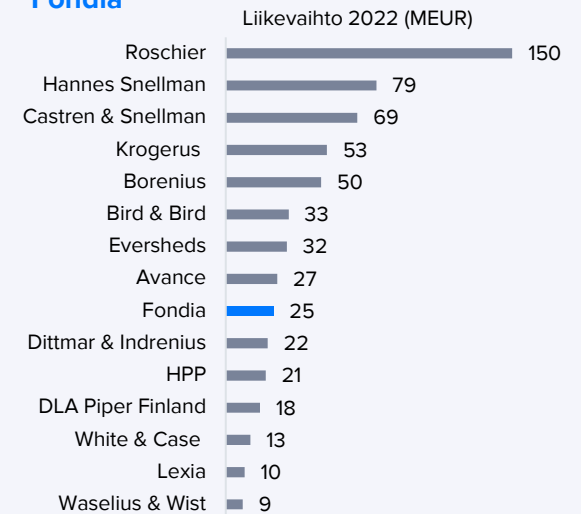 Fondia
Liikevaihto 2022 (MEUR)
Roschier 150
Hannes Snellman 79
Castren & Snellman 69
Krogerus 53
Borenius 50
Bird & Bird 33
Eversheds 32
Avance 27
Fondia 25
Dittmar & Indrenius 22
HPP 21
DLA Piper Finland 18
White & Case 13
Lexia 10
Waselius & Wist 9